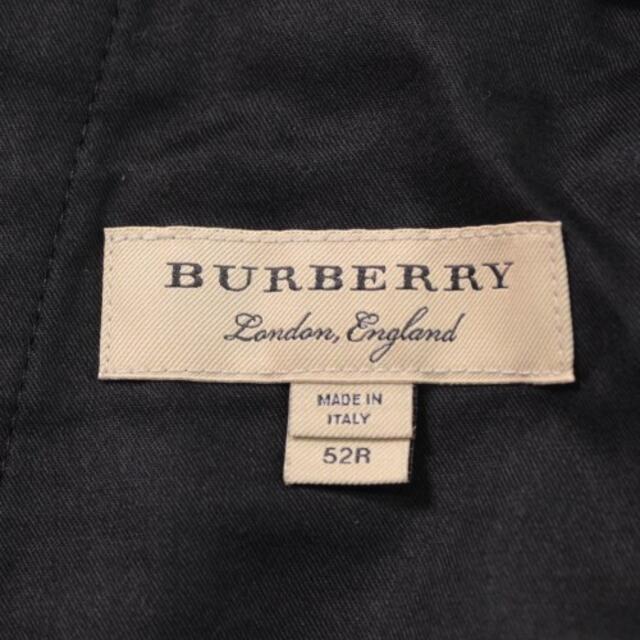 BURBERRY
London, England
MADE IN
ITALY
52R